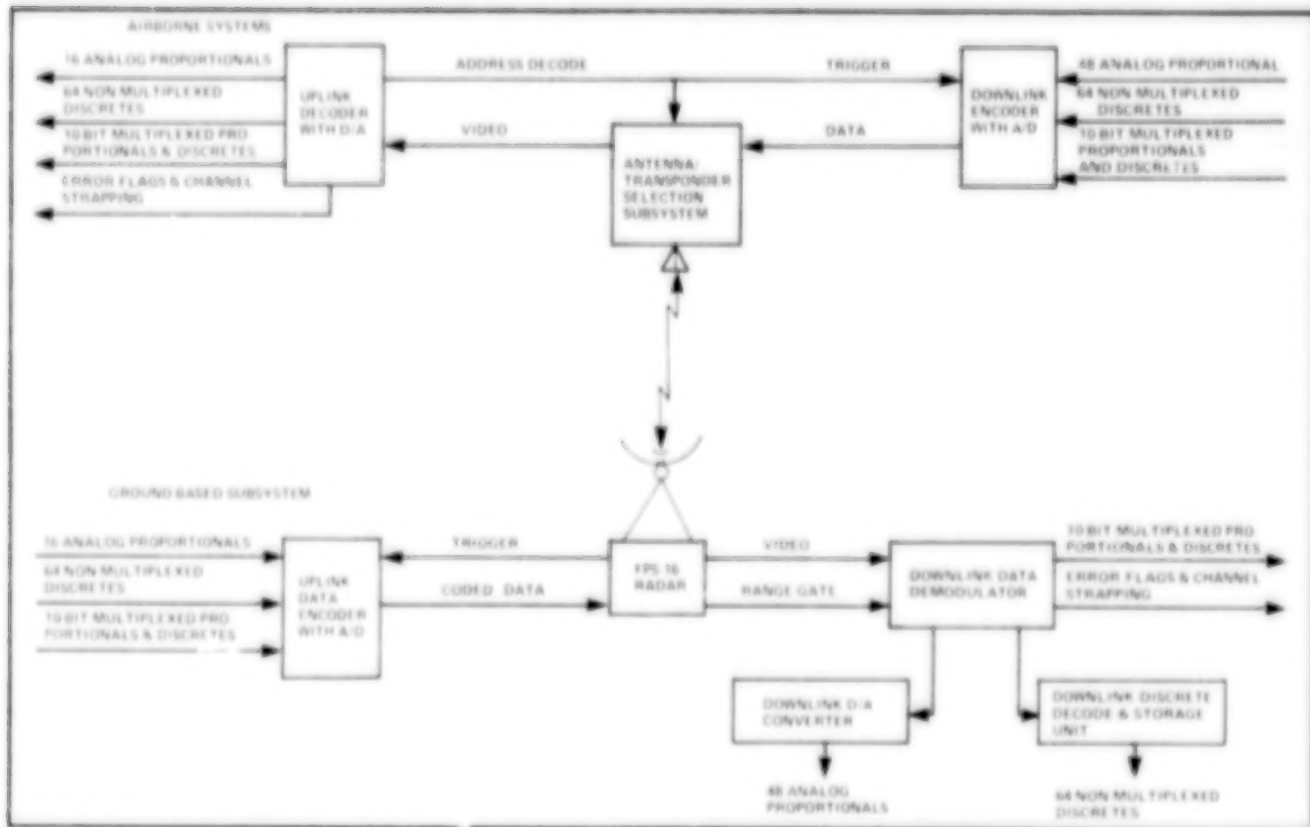 AIRBORNE SYSTEMS
16 ANALOG PROPORTIONALS
64 NON MULTIPLEXED
DISCRETES
10 BIT MULTIPLEXED PRO
PORTIONALS & DISCRETES
ERROR FLAGS & CHANNEL
STRAPPING
UPLINK
DECODER
WITH D/A
ADDRESS DECODE
TRIGGER
VIDEO
DATA
ANTENNA/
TRANSPONDER
SELECTION
SUBSYSTEM
DOWNLINK
ENCODER
WITH A/D
48 ANALOG PROPORTIONAL
64 NON MULTIPLEXED
DISCRETES
10 BIT MULTIPLEXED
PROPORTIONALS
AND DISCRETES
GROUND BASED SUBSYSTEM
16 ANALOG PROPORTIONALS
64 NON MULTIPLEXED
DISCRETES
10 BIT MULTIPLEXED PRO
PORTIONALS & DISCRETES
UPLINK
DATA
ENCODER
WITH A/D
TRIGGER
CODED DATA
FPS 16
RADAR
VIDEO
RANGE GATE
DOWNLINK DATA
DEMODULATOR
10 BIT MULTIPLEXED PRO
PORTIONALS & DISCRETES
ERROR FLAGS & CHANNEL
STRAPPING
DOWNLINK D/A
CONVERTER
DOWNLINK DISCRETE
DECODE & STORAGE
UNIT
48 ANALOG
PROPORTIONALS
64 NON MULTIPLEXED
DISCRETES